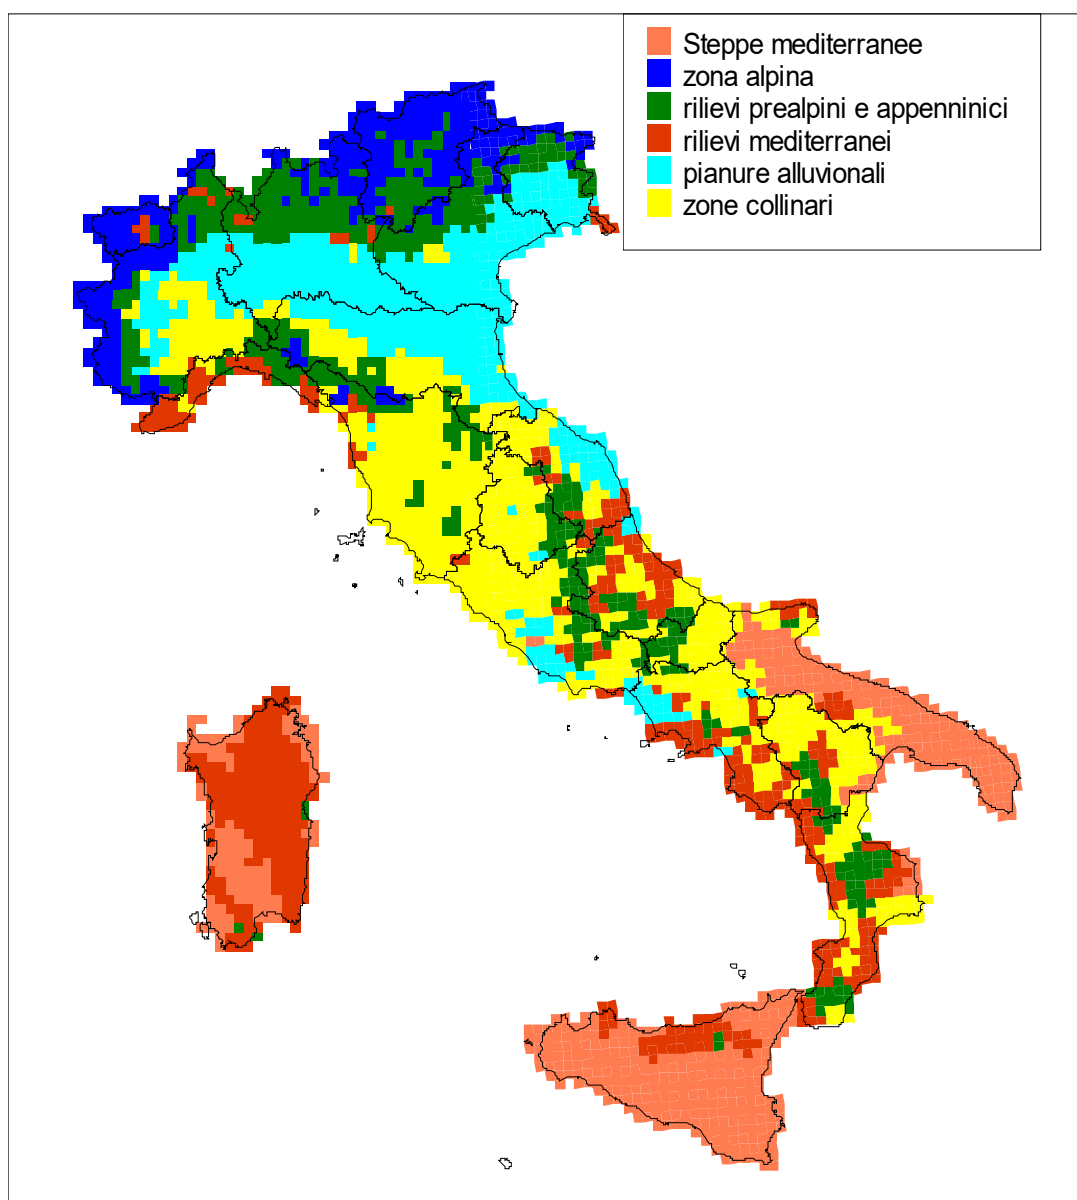 Steppe mediterranee
zona alpina
rilievi prealpini e appenninici
rilievi mediterranei
pianure alluvionali
zone collinari